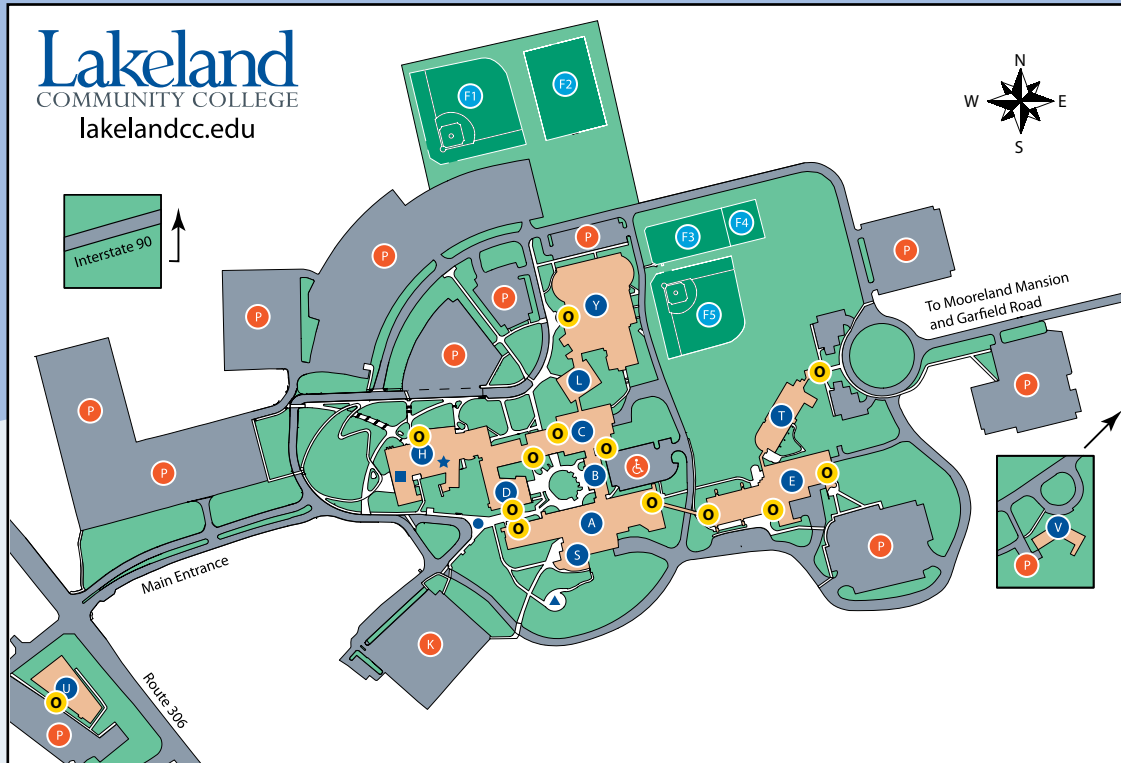 Lakeland
COMMUNITY COLLEGE
lakelandcc.edu
N
W
E
S
F1
F2
Interstate 90
P
P
F3
F4
P
P
P
Y
O
F5
To Mooreland Mansion
and Garfield Road
P
L
O
P
P
T
O
C
O
H
O
O
P
B
E
O
D
O
O
A
O
O
O
S
V
P
P
Main Entrance
K
U
O
Route 306
P